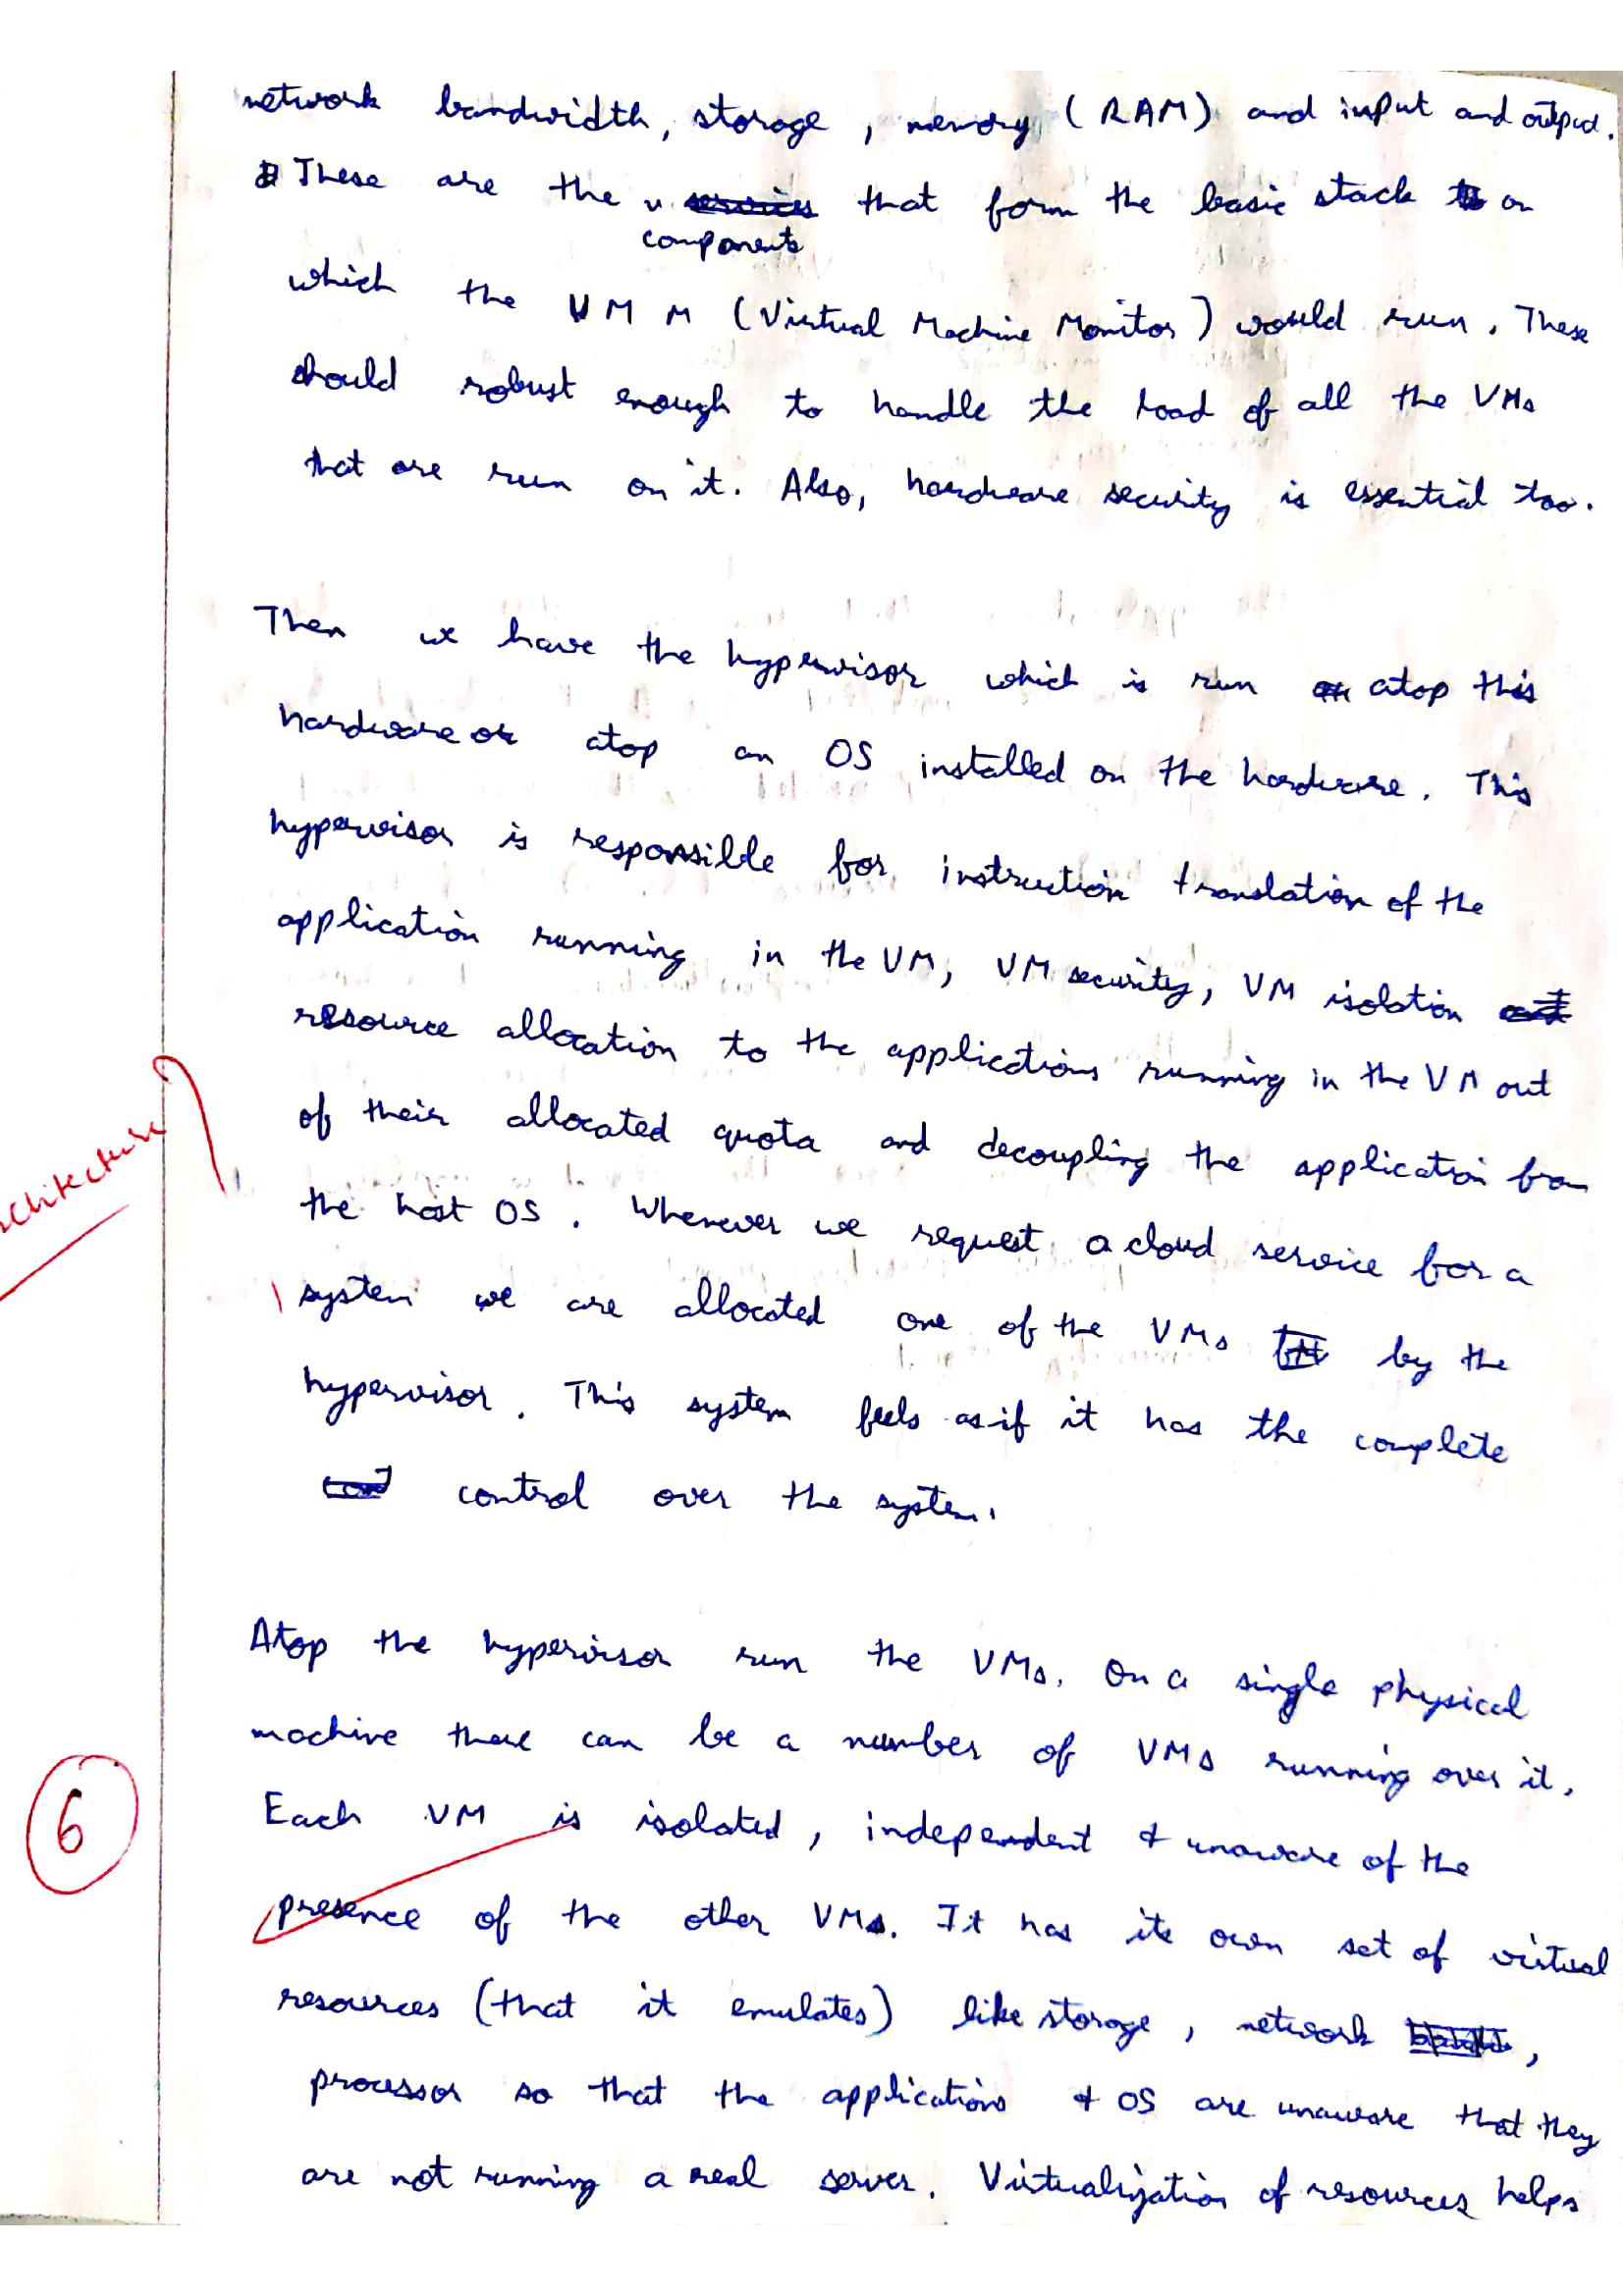 network bandwidth, storage, memory (RAM) and input and output.
These are the components that form the basic stack on
which the VMM (Virtual Machine Monitor) would run. These
should robust enough to handle the load of all the VMs
that are run on it. Also, hardware security is essential too.
Then we have the hypervisor which is run atop this
hardware or atop an OS installed on the hardware. This
hypervisor is responsible for instruction translation of the
application running in the VM, VM security, VM isolation
resource allocation to the applications running in the VM out
of their allocated quota and decoupling the application from
the host OS. Whenever we request a cloud service for a
system we are allocated one of the VMs by the
hypervisor. This system feels as if it has the complete
control over the system.
Atop the hypervisor run the VMs. On a single physical
machine there can be a number of VMs running over it.
Each VM is isolated, independent & unaware of the
presence of the other VMs. It has its own set of virtual
resources (that it emulates) like storage, network,
processor so that the applications & OS are unaware that they
are not running a real server. Virtualization of resources helps
6